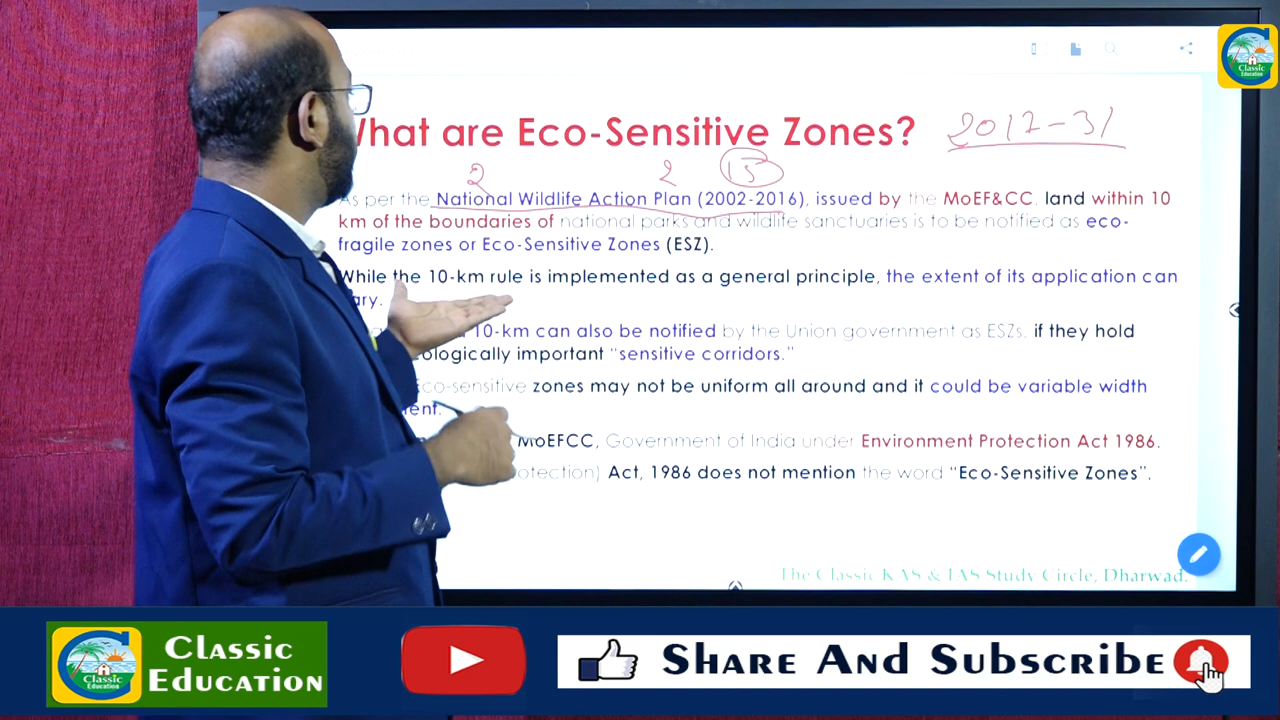 Classic
Education
What are Eco-Sensitive Zones? 2017-31
2 2 15
As per the National Wildlife Action Plan (2002-2016), issued by the MoEF&CC, land within 10
km of the boundaries of national parks and wildlife sanctuaries is to be notified as eco-
fragile zones or Eco-Sensitive Zones (ESZ).
While the 10-km rule is implemented as a general principle, the extent of its application can
vary.
10-km can also be notified by the Union government as ESZs, if they hold
ecologically important “sensitive corridors.”
Eco-sensitive zones may not be uniform all around and it could be variable width
MoEFCC, Government of India under Environment Protection Act 1986.
Act, 1986 does not mention the word “Eco-Sensitive Zones”.
The Classic KAS & IAS Study Circle, Dharwad.
Classic
Education
Classic
Education
Share And Subscribe